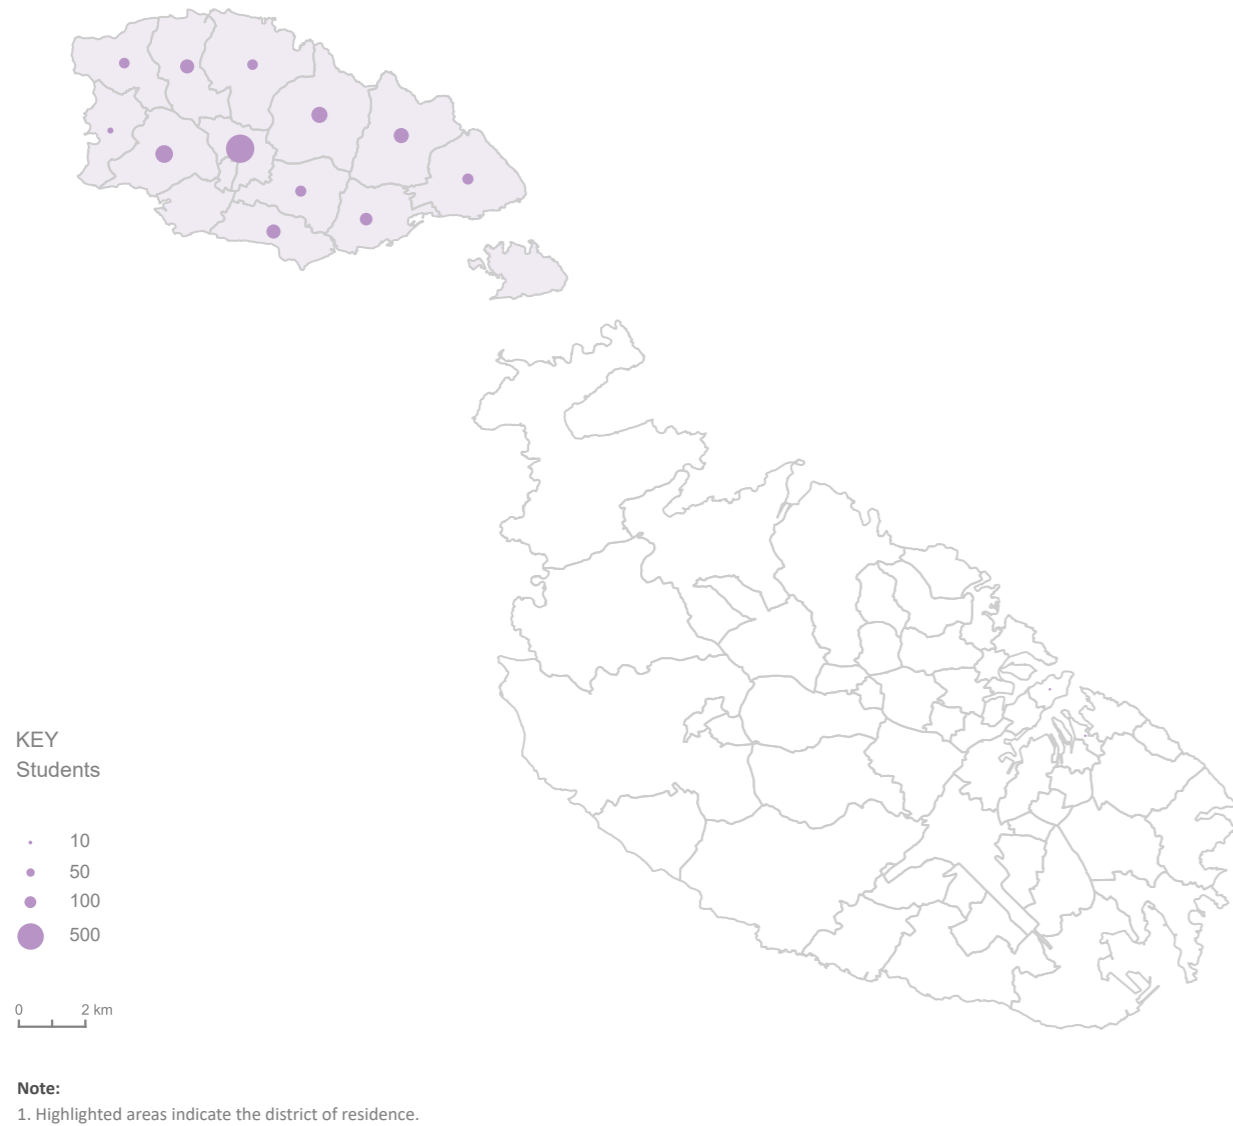 KEY
Students
10
50
100
500
0 2 km
Note:
1. Highlighted areas indicate the district of residence.